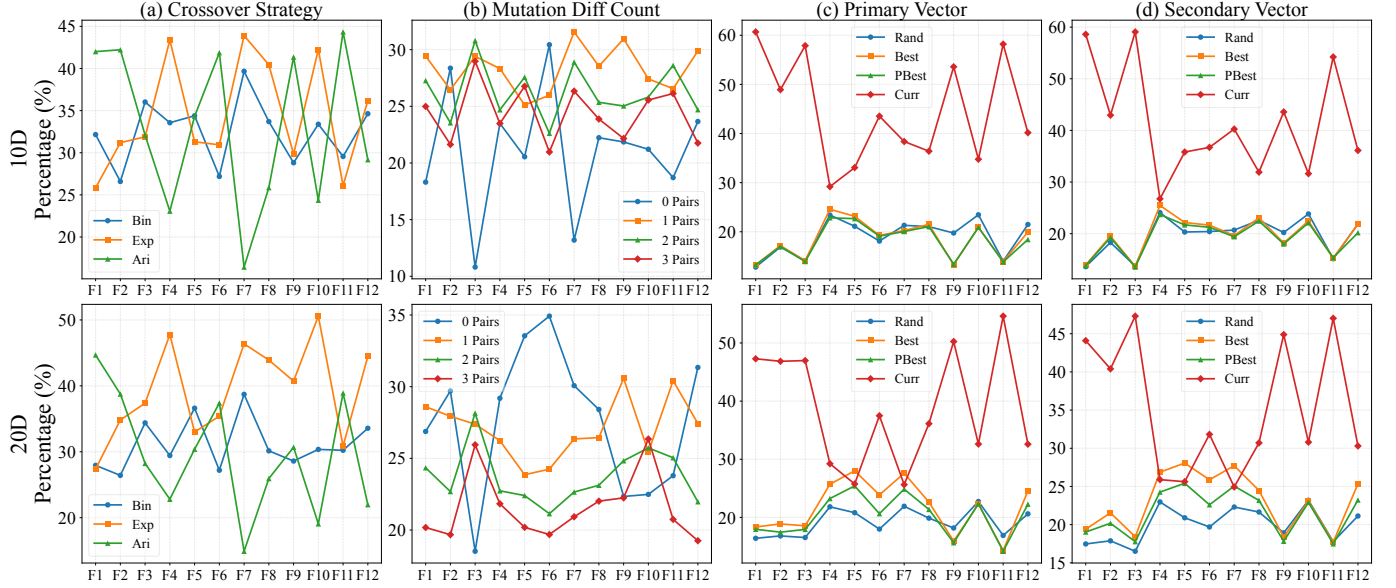 (a) Crossover Strategy
(b) Mutation Diff Count
(c) Primary Vector
(d) Secondary Vector
10D
Percentage (%)
45
40
35
30
25
20
Bin
Exp
Ari
F1 F2 F3 F4 F5 F6 F7 F8 F9 F10 F11 F12
30
25
20
15
10
0 Pairs
1 Pairs
2 Pairs
3 Pairs
F1 F2 F3 F4 F5 F6 F7 F8 F9 F10 F11 F12
60
50
40
30
20
Rand
Best
PBest
Curr
F1 F2 F3 F4 F5 F6 F7 F8 F9 F10 F11 F12
60
50
40
30
20
Rand
Best
PBest
Curr
F1 F2 F3 F4 F5 F6 F7 F8 F9 F10 F11 F12
20D
Percentage (%)
50
40
30
20
Bin
Exp
Ari
F1 F2 F3 F4 F5 F6 F7 F8 F9 F10 F11 F12
35
30
25
20
0 Pairs
1 Pairs
2 Pairs
3 Pairs
F1 F2 F3 F4 F5 F6 F7 F8 F9 F10 F11 F12
50
40
30
20
Rand
Best
PBest
Curr
F1 F2 F3 F4 F5 F6 F7 F8 F9 F10 F11 F12
45
40
35
30
25
20
15
Rand
Best
PBest
Curr
F1 F2 F3 F4 F5 F6 F7 F8 F9 F10 F11 F12